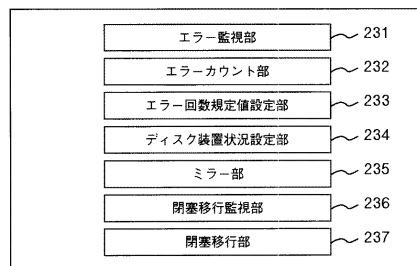 エラー監視部 231
エラーカウント部 232
エラー回数規定値設定部 233
ディスク装置状況設定部 234
ミラー部 235
閉塞移行監視部 236
閉塞移行部 237